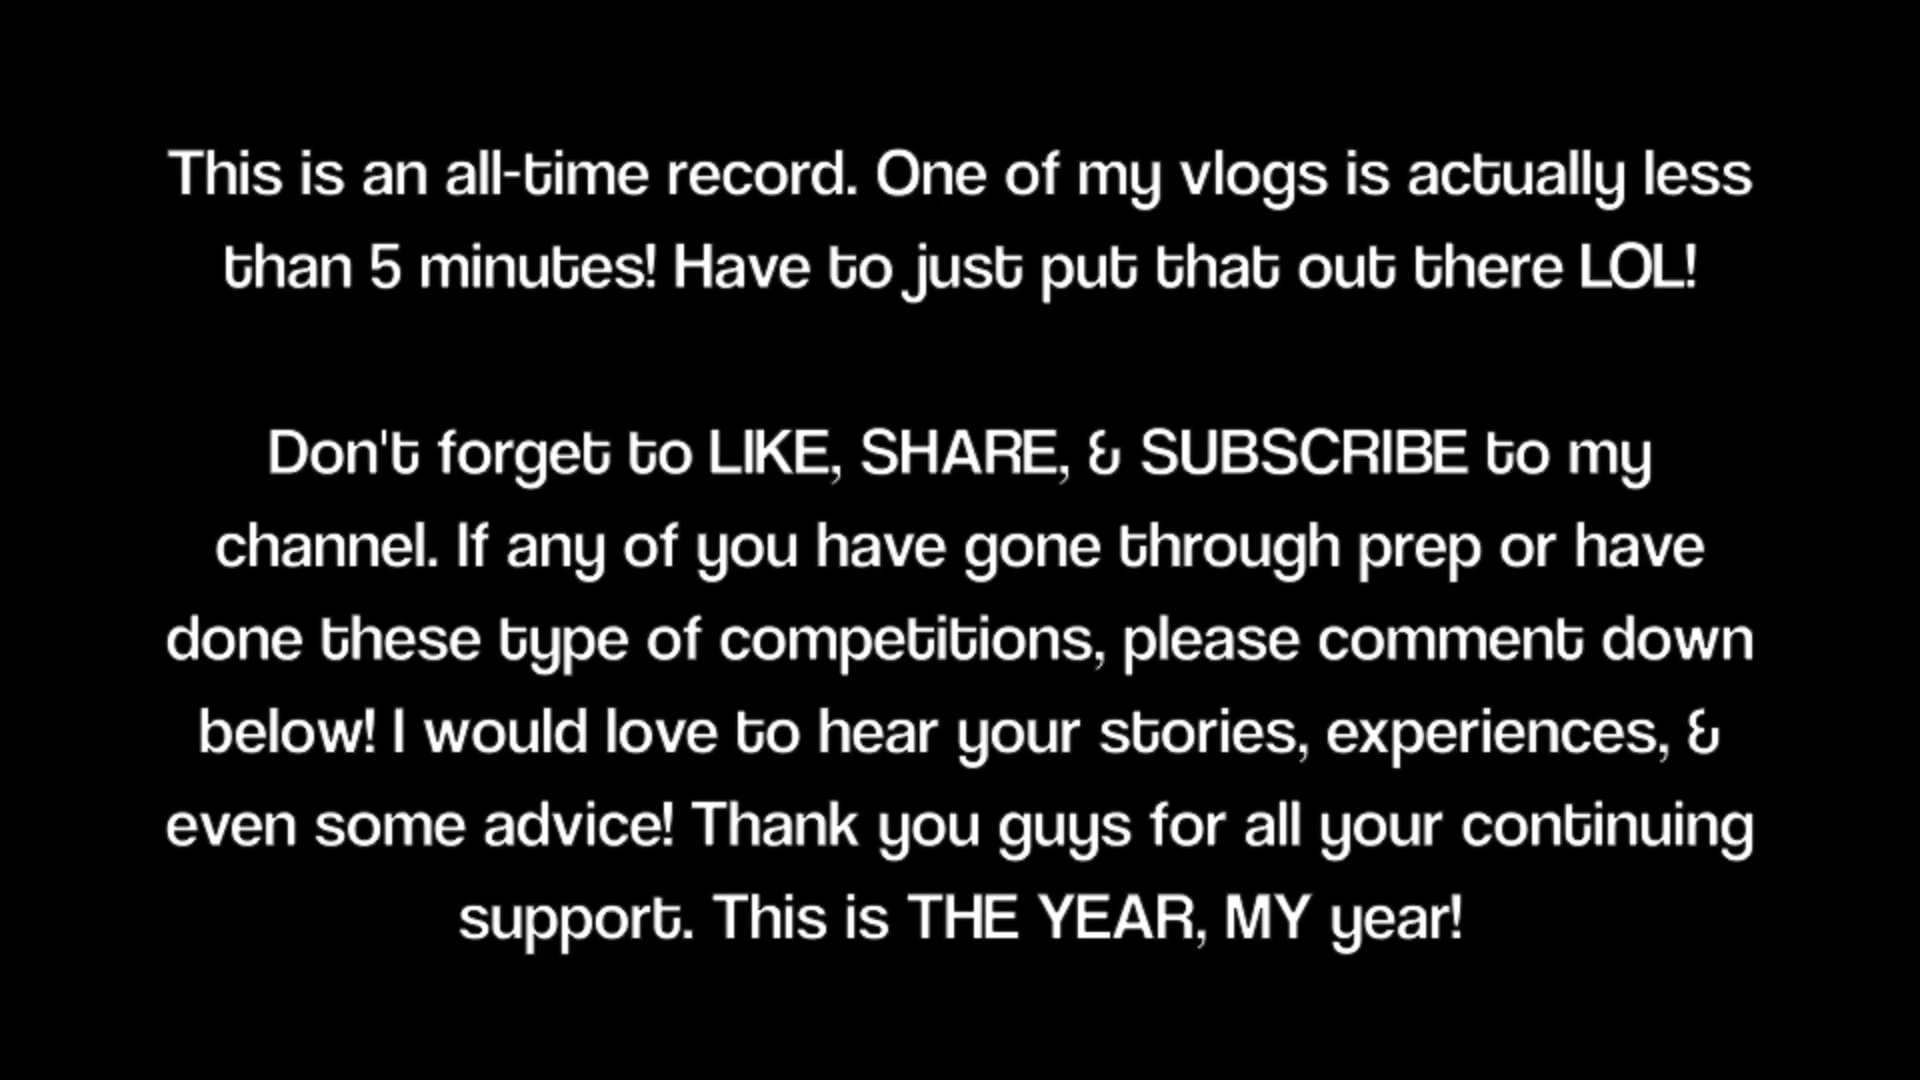 This is an all-time record. One of my vlogs is actually less
than 5 minutes! Have to just put that out there LOL!
Don't forget to LIKE, SHARE, & SUBSCRIBE to my
channel. If any of you have gone through prep or have
done these type of competitions, please comment down
below! I would love to hear your stories, experiences, &
even some advice! Thank you guys for all your continuing
support. This is THE YEAR, MY year!